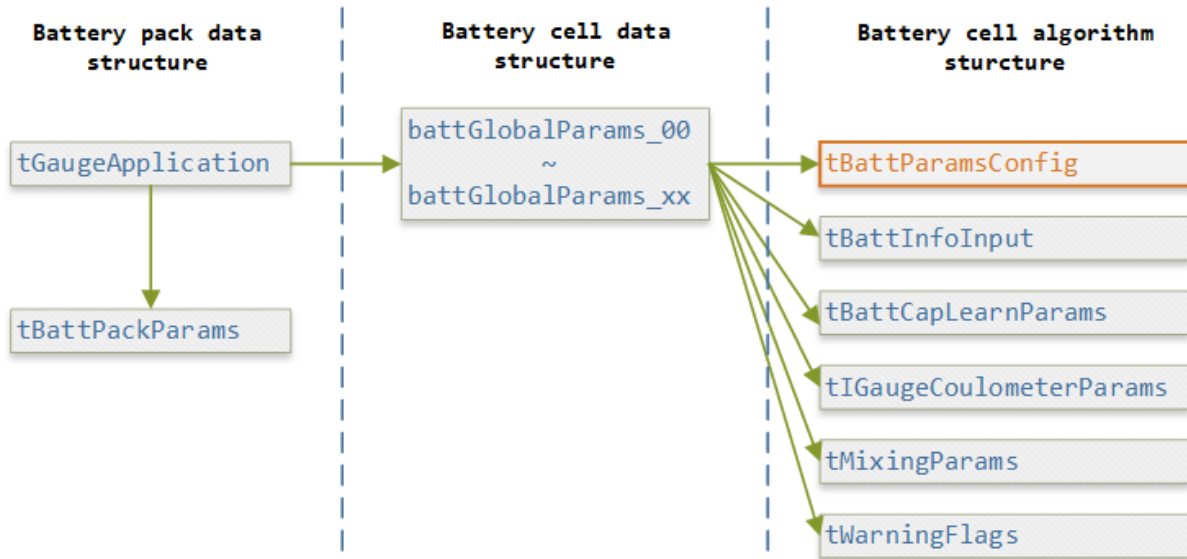 Battery pack data
structure
Battery cell data
structure
Battery cell algorithm
sturcture
tGaugeApplication
tBattPackParams
battGlobalParams_00
~
battGlobalParams_xx
tBattParamsConfig
tBattInfoInput
tBattCapLearnParams
tIGaugeCoulometerParams
tMixingParams
tWarningFlags